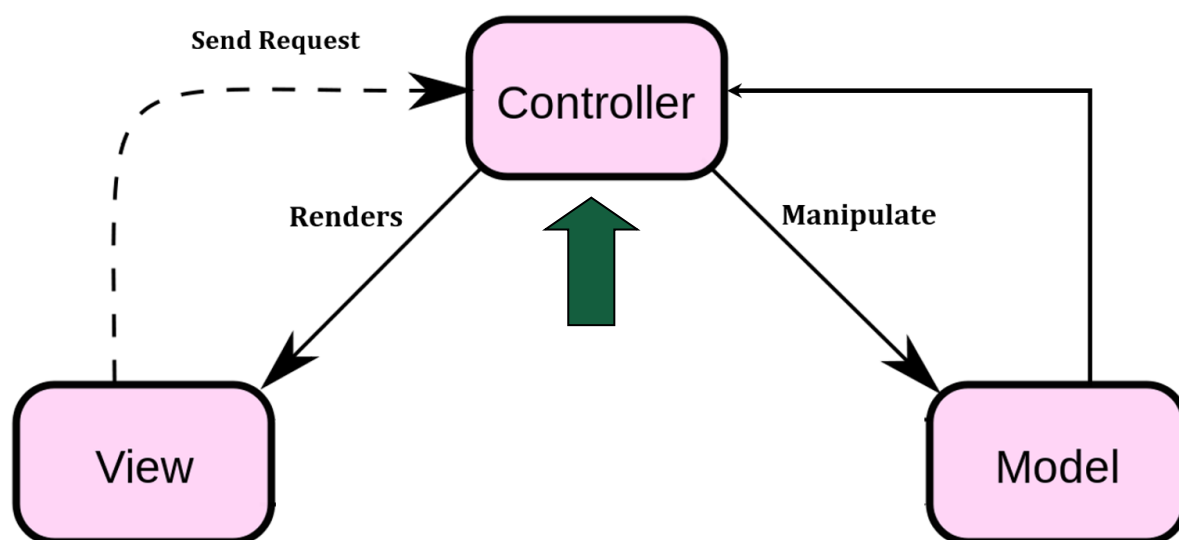 Send Request
Controller
Renders
Manipulate
View
Model